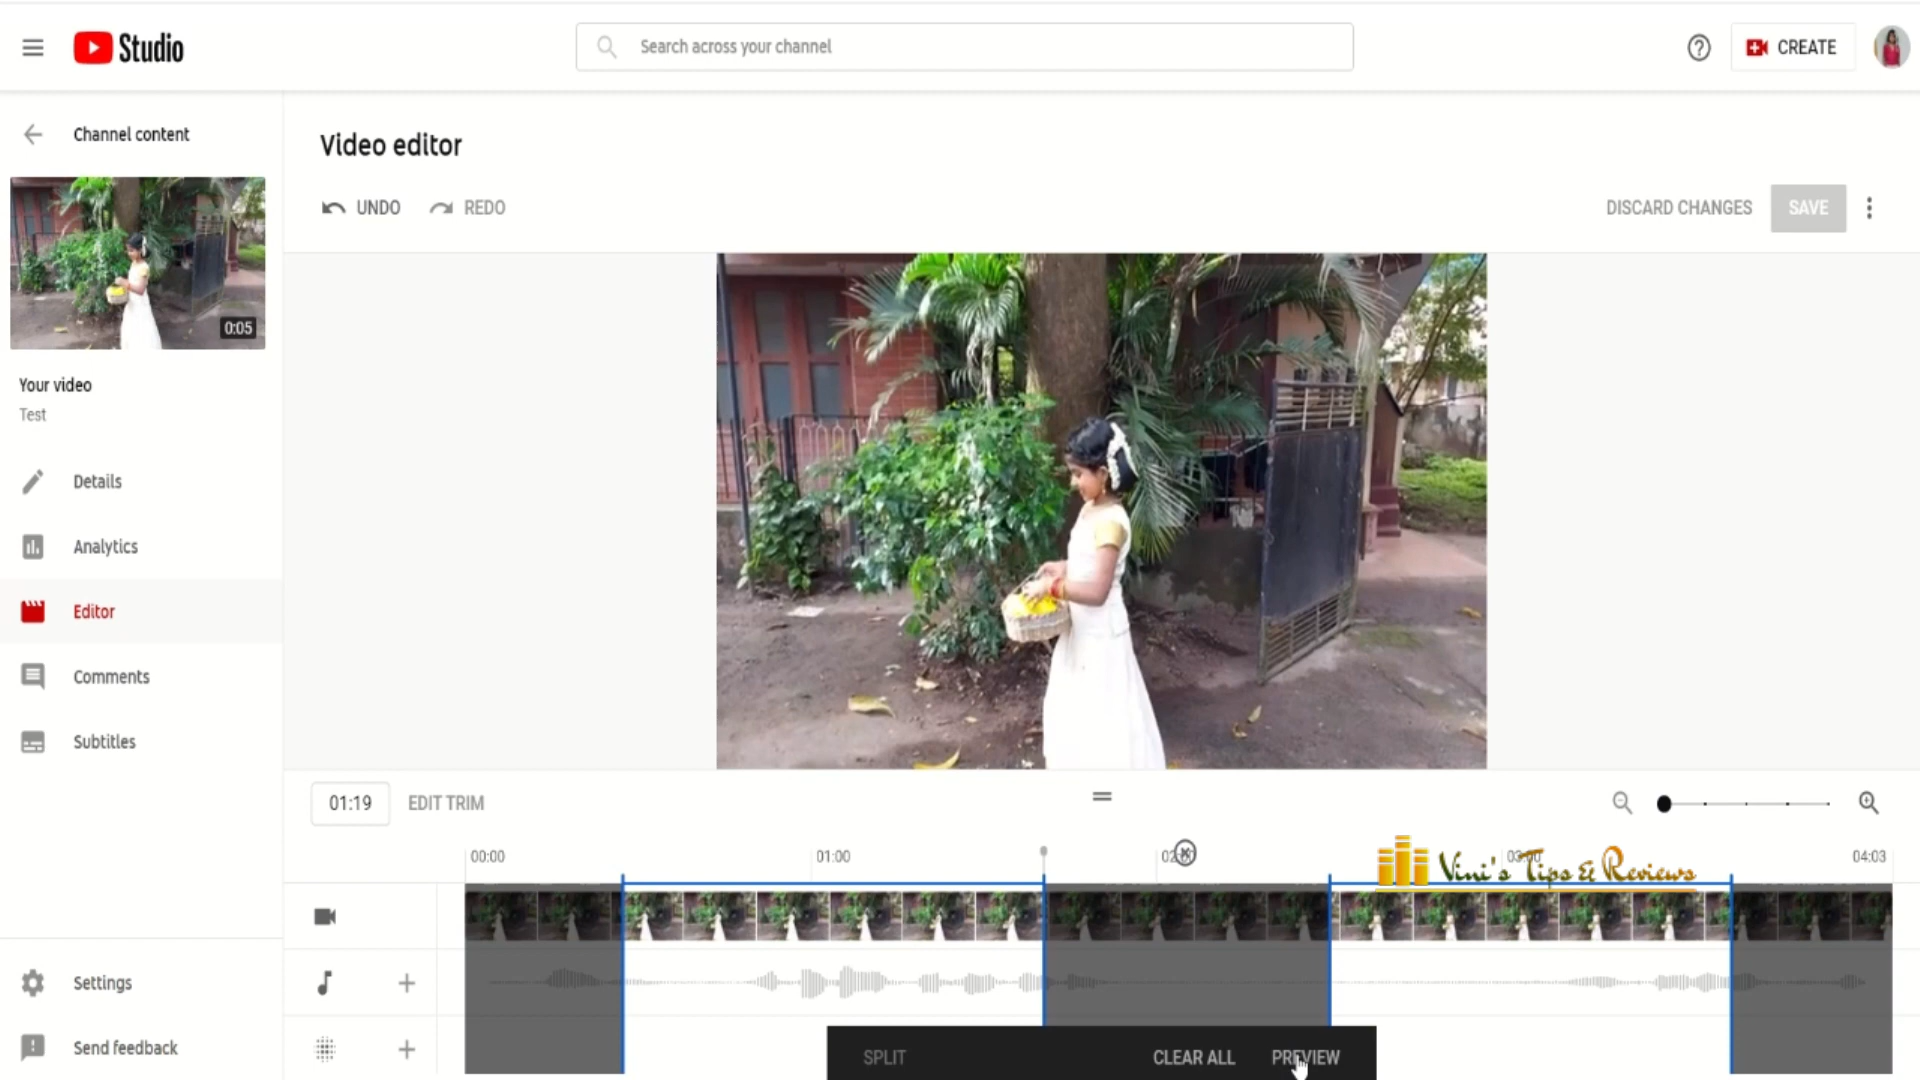 Studio
Search across your channel
CREATE
Channel content
Video editor
UNDO
REDO
DISCARD CHANGES
SAVE
0:05
Your video
Test
Details
Analytics
Editor
Comments
Subtitles
01:19
EDIT TRIM
00:00
01:00
03:00
04:03
Vini's Tips & Reviews
Settings
Send feedback
SPLIT
CLEAR ALL
PREVIEW